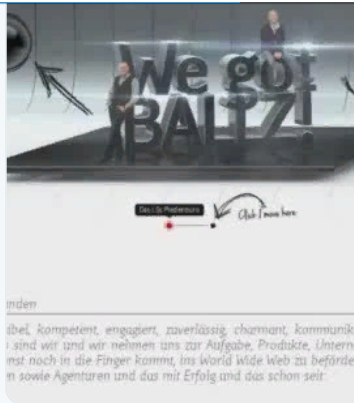 We got
BALTZ!
Click / move here
nden
ibel, kompetent, engagiert, zuverlässig, charmant, kommunik
sind wir und wir nehmen uns zur Aufgabe, Produkte, Untern
nst noch in die Finger kommt, ins World Wide Web zu beförde
n sowie Agenturen und das mit Erfolg und das schon seit: